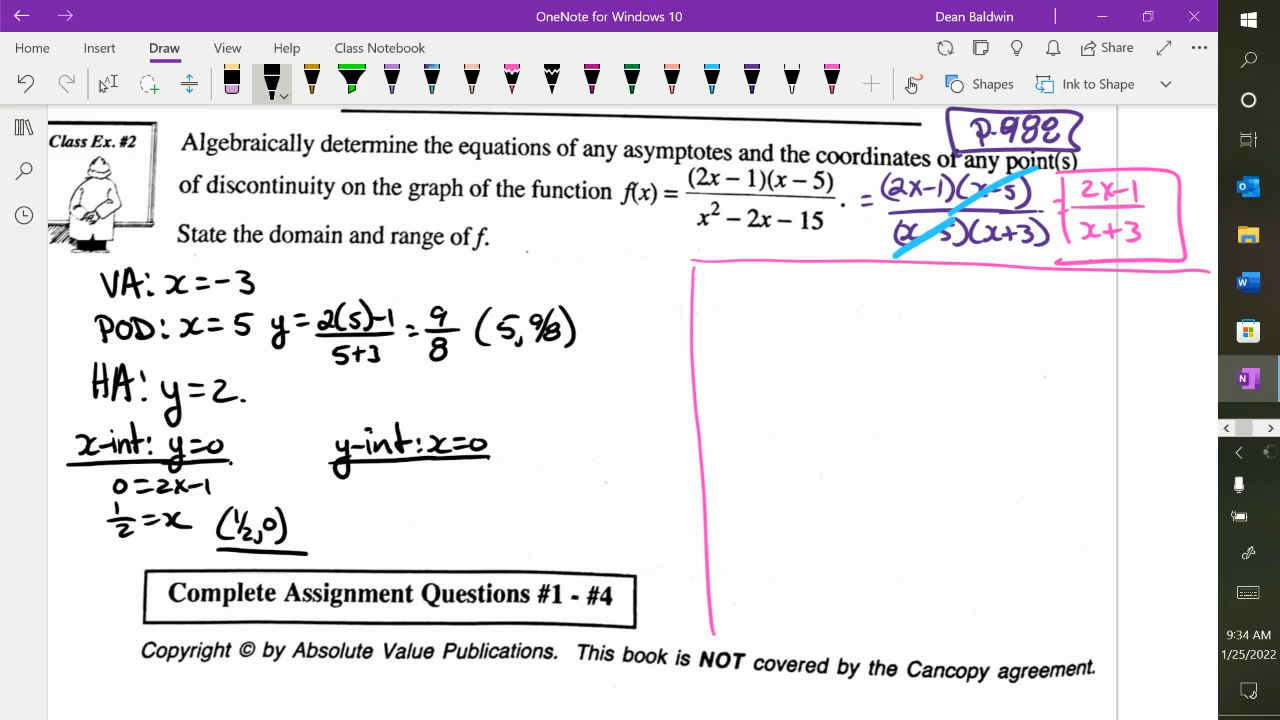 OneNote for Windows 10
Dean Baldwin
Home Insert Draw View Help Class Notebook
Share
Shapes
Ink to Shape
p.988
Class Ex. #2
Algebraically determine the equations of any asymptotes and the coordinates of any point(s)
of discontinuity on the graph of the function f(x) = (2x − 1)(x − 5) / x² − 2x − 15 . = (2x-1)(x-5) / (x-5)(x+3) = 2x-1 / x+3
State the domain and range of f.
VA: x=-3
POD: x=5 y= 2(5)-1 / 5+3 = 9/8 (5, 9/8)
HA: y=2.
x-int: y=0
y-int: x=0
0=2x-1
1/2=x (1/2,0)
Complete Assignment Questions #1 - #4
Copyright © by Absolute Value Publications. This book is NOT covered by the Cancopy agreement.
9:34 AM
1/25/2022